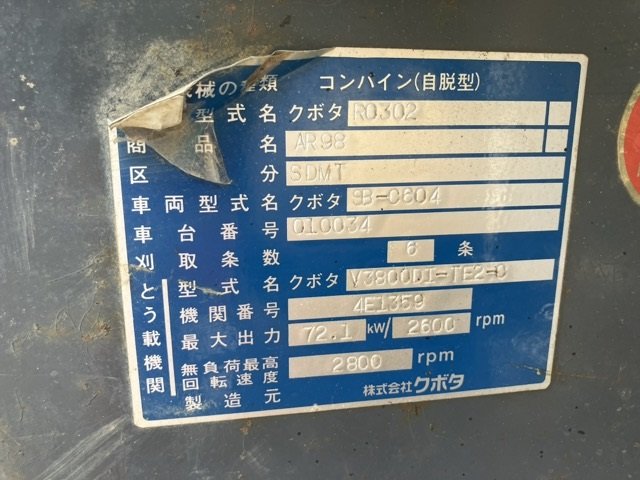 械の種類 コンバイン(自脱型)
型式名 クボタ RO302
商品名 AR98
区分 SDMT
車両型式名 クボタ SB-C604
車台番号 010034
刈取条数 6 条
とう載機関
型式名 クボタ V3800DI-TE2-C
機関番号 4E1359
最大出力 72.1 kW/ 2600 rpm
無負荷最高回転速度 2800 rpm
製造元 株式会社クボタ